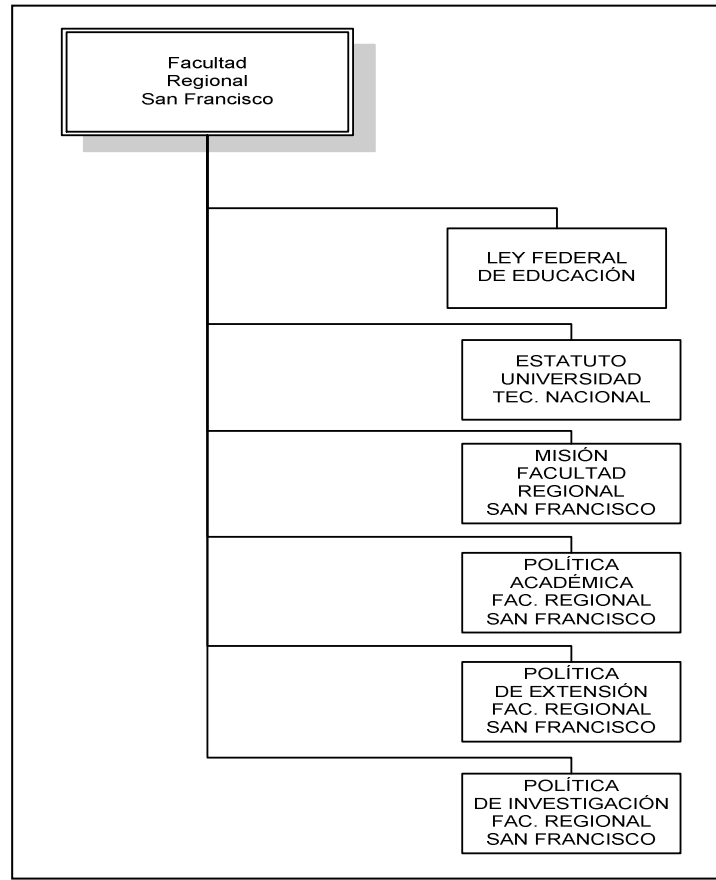 Facultad
Regional
San Francisco
LEY FEDERAL
DE EDUCACIÓN
ESTATUTO
UNIVERSIDAD
TEC. NACIONAL
MISIÓN
FACULTAD
REGIONAL
SAN FRANCISCO
POLÍTICA
ACADÉMICA
FAC. REGIONAL
SAN FRANCISCO
POLÍTICA
DE EXTENSIÓN
FAC. REGIONAL
SAN FRANCISCO
POLÍTICA
DE INVESTIGACIÓN
FAC. REGIONAL
SAN FRANCISCO